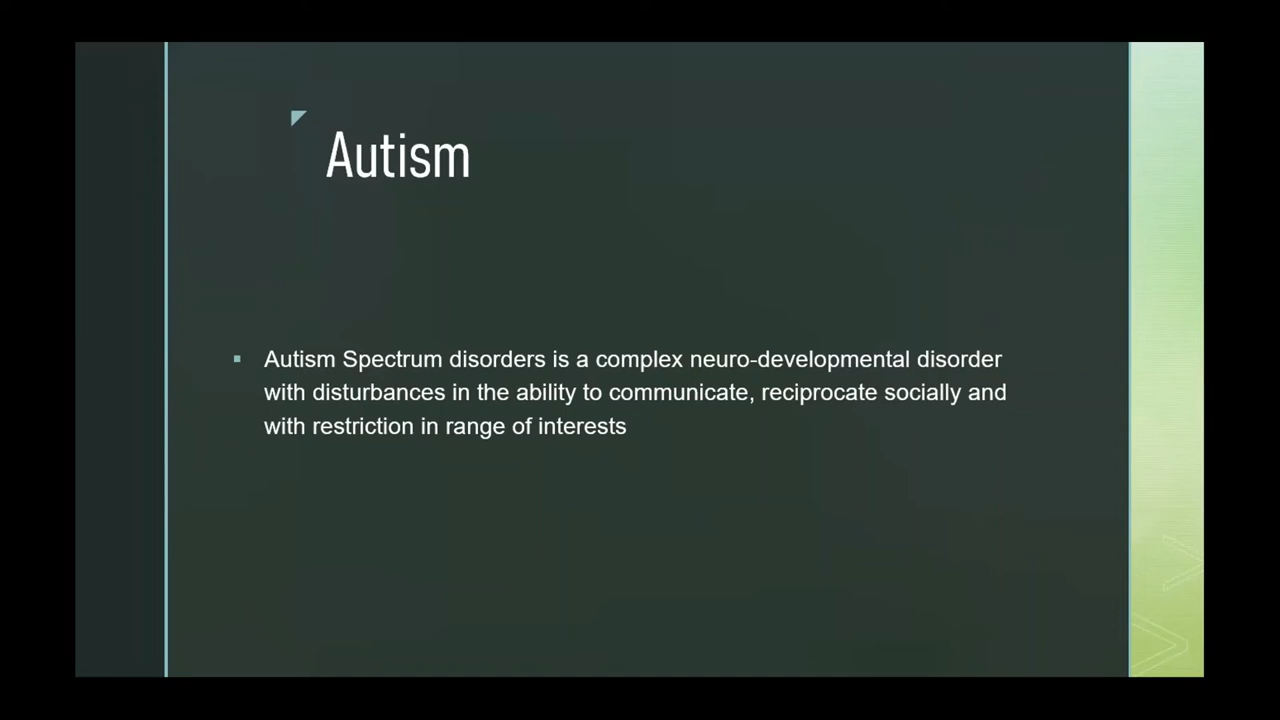 Autism
Autism Spectrum disorders is a complex neuro-developmental disorder
with disturbances in the ability to communicate, reciprocate socially and
with restriction in range of interests